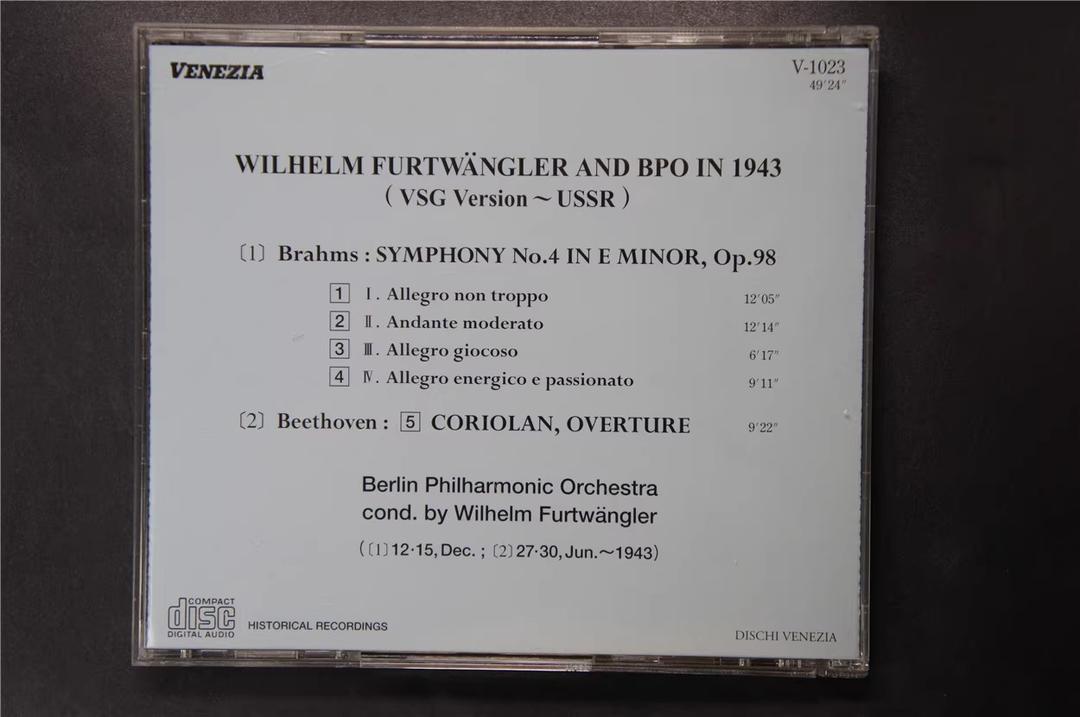 VENEZIA
V-1023
49'24"
WILHELM FURTWÄNGLER AND BPO IN 1943
( VSG Version ~ USSR )
〔1〕 Brahms : SYMPHONY No.4 IN E MINOR, Op.98
1 Ⅰ. Allegro non troppo 12'05"
2 Ⅱ. Andante moderato 12'14"
3 Ⅲ. Allegro giocoso 6'17"
4 Ⅳ. Allegro energico e passionato 9'11"
〔2〕 Beethoven : 5 CORIOLAN, OVERTURE 9'22"
Berlin Philharmonic Orchestra
cond. by Wilhelm Furtwängler
(〔1〕12·15, Dec. ; 〔2〕27·30, Jun.~1943)
COMPACT
disc
DIGITAL AUDIO
HISTORICAL RECORDINGS
DISCHI VENEZIA